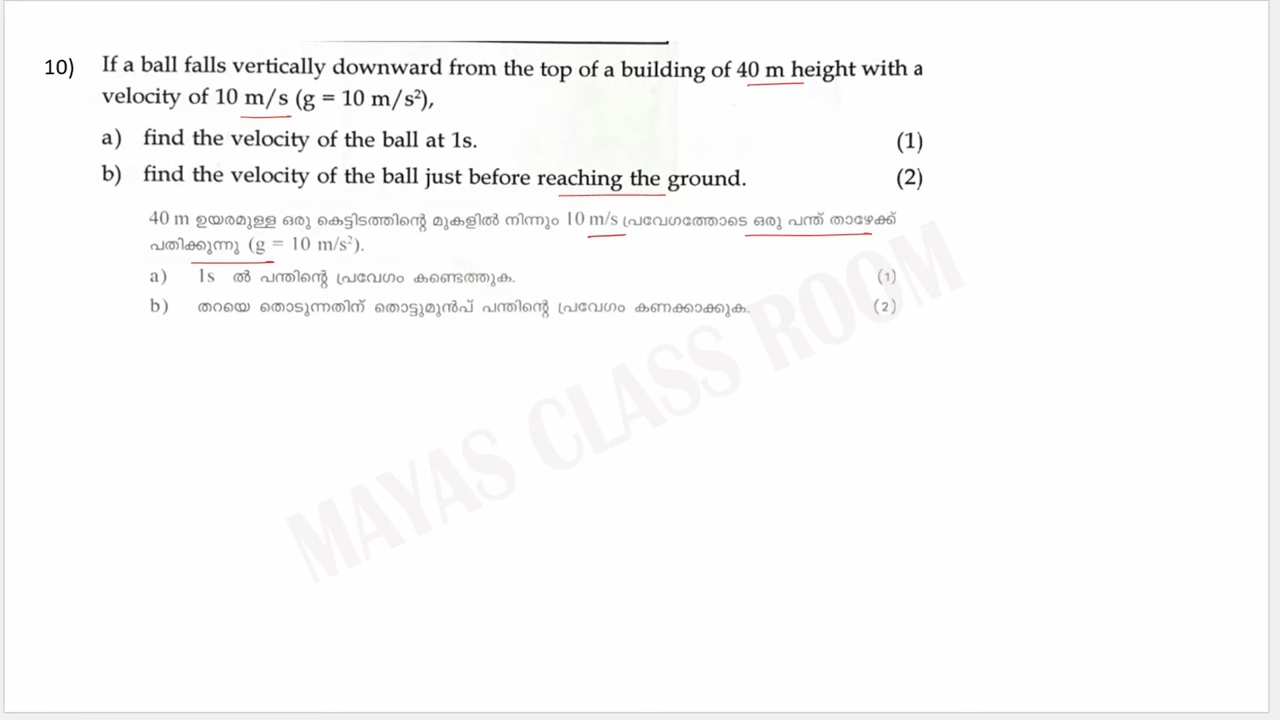 10) If a ball falls vertically downward from the top of a building of 40 m height with a
velocity of 10 m/s (g = 10 m/s²),
a) find the velocity of the ball at 1s. (1)
b) find the velocity of the ball just before reaching the ground. (2)
40 m ഉയരമുള്ള ഒരു കെട്ടിടത്തിന്റെ മുകളിൽ നിന്നും 10 m/s പ്രവേഗത്തോടെ ഒരു പന്ത് താഴേക്ക്
പതിക്കുന്നു (g = 10 m/s²).
a) 1s ൽ പന്തിന്റെ പ്രവേഗം കണ്ടെത്തുക. (1)
b) തറയെ തൊടുന്നതിന് തൊട്ടുമുൻപ് പന്തിന്റെ പ്രവേഗം കണക്കാക്കുക. (2)
MAYAS CLASS ROOM